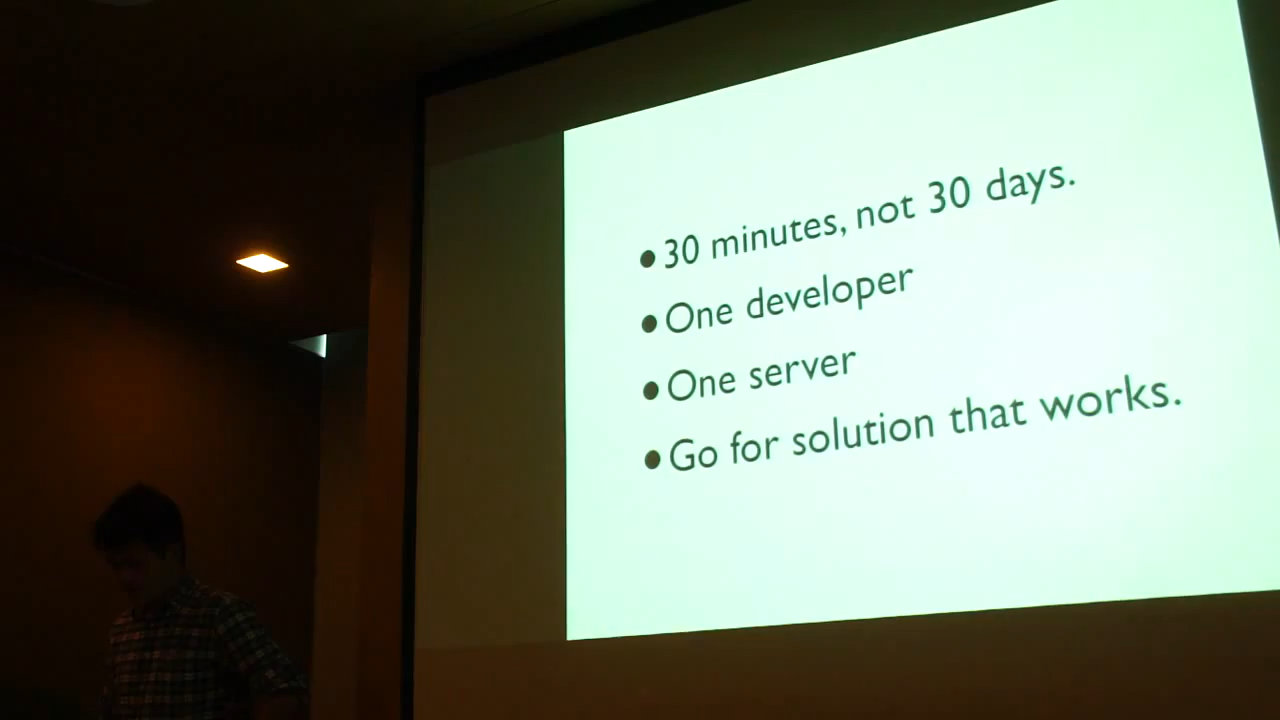 30 minutes, not 30 days.
One developer
One server
Go for solution that works.